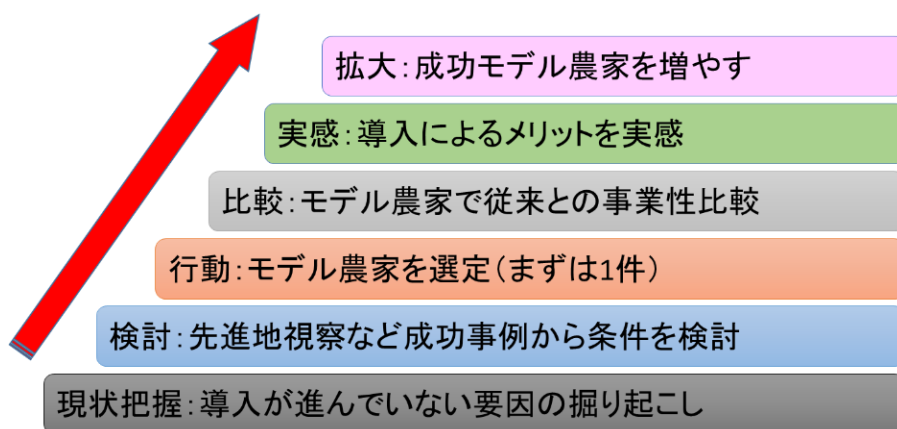 拡大：成功モデル農家を増やす
実感：導入によるメリットを実感
比較：モデル農家で従来との事業性比較
行動：モデル農家を選定（まずは1件）
検討：先進地視察など成功事例から条件を検討
現状把握：導入が進んでいない要因の掘り起こし